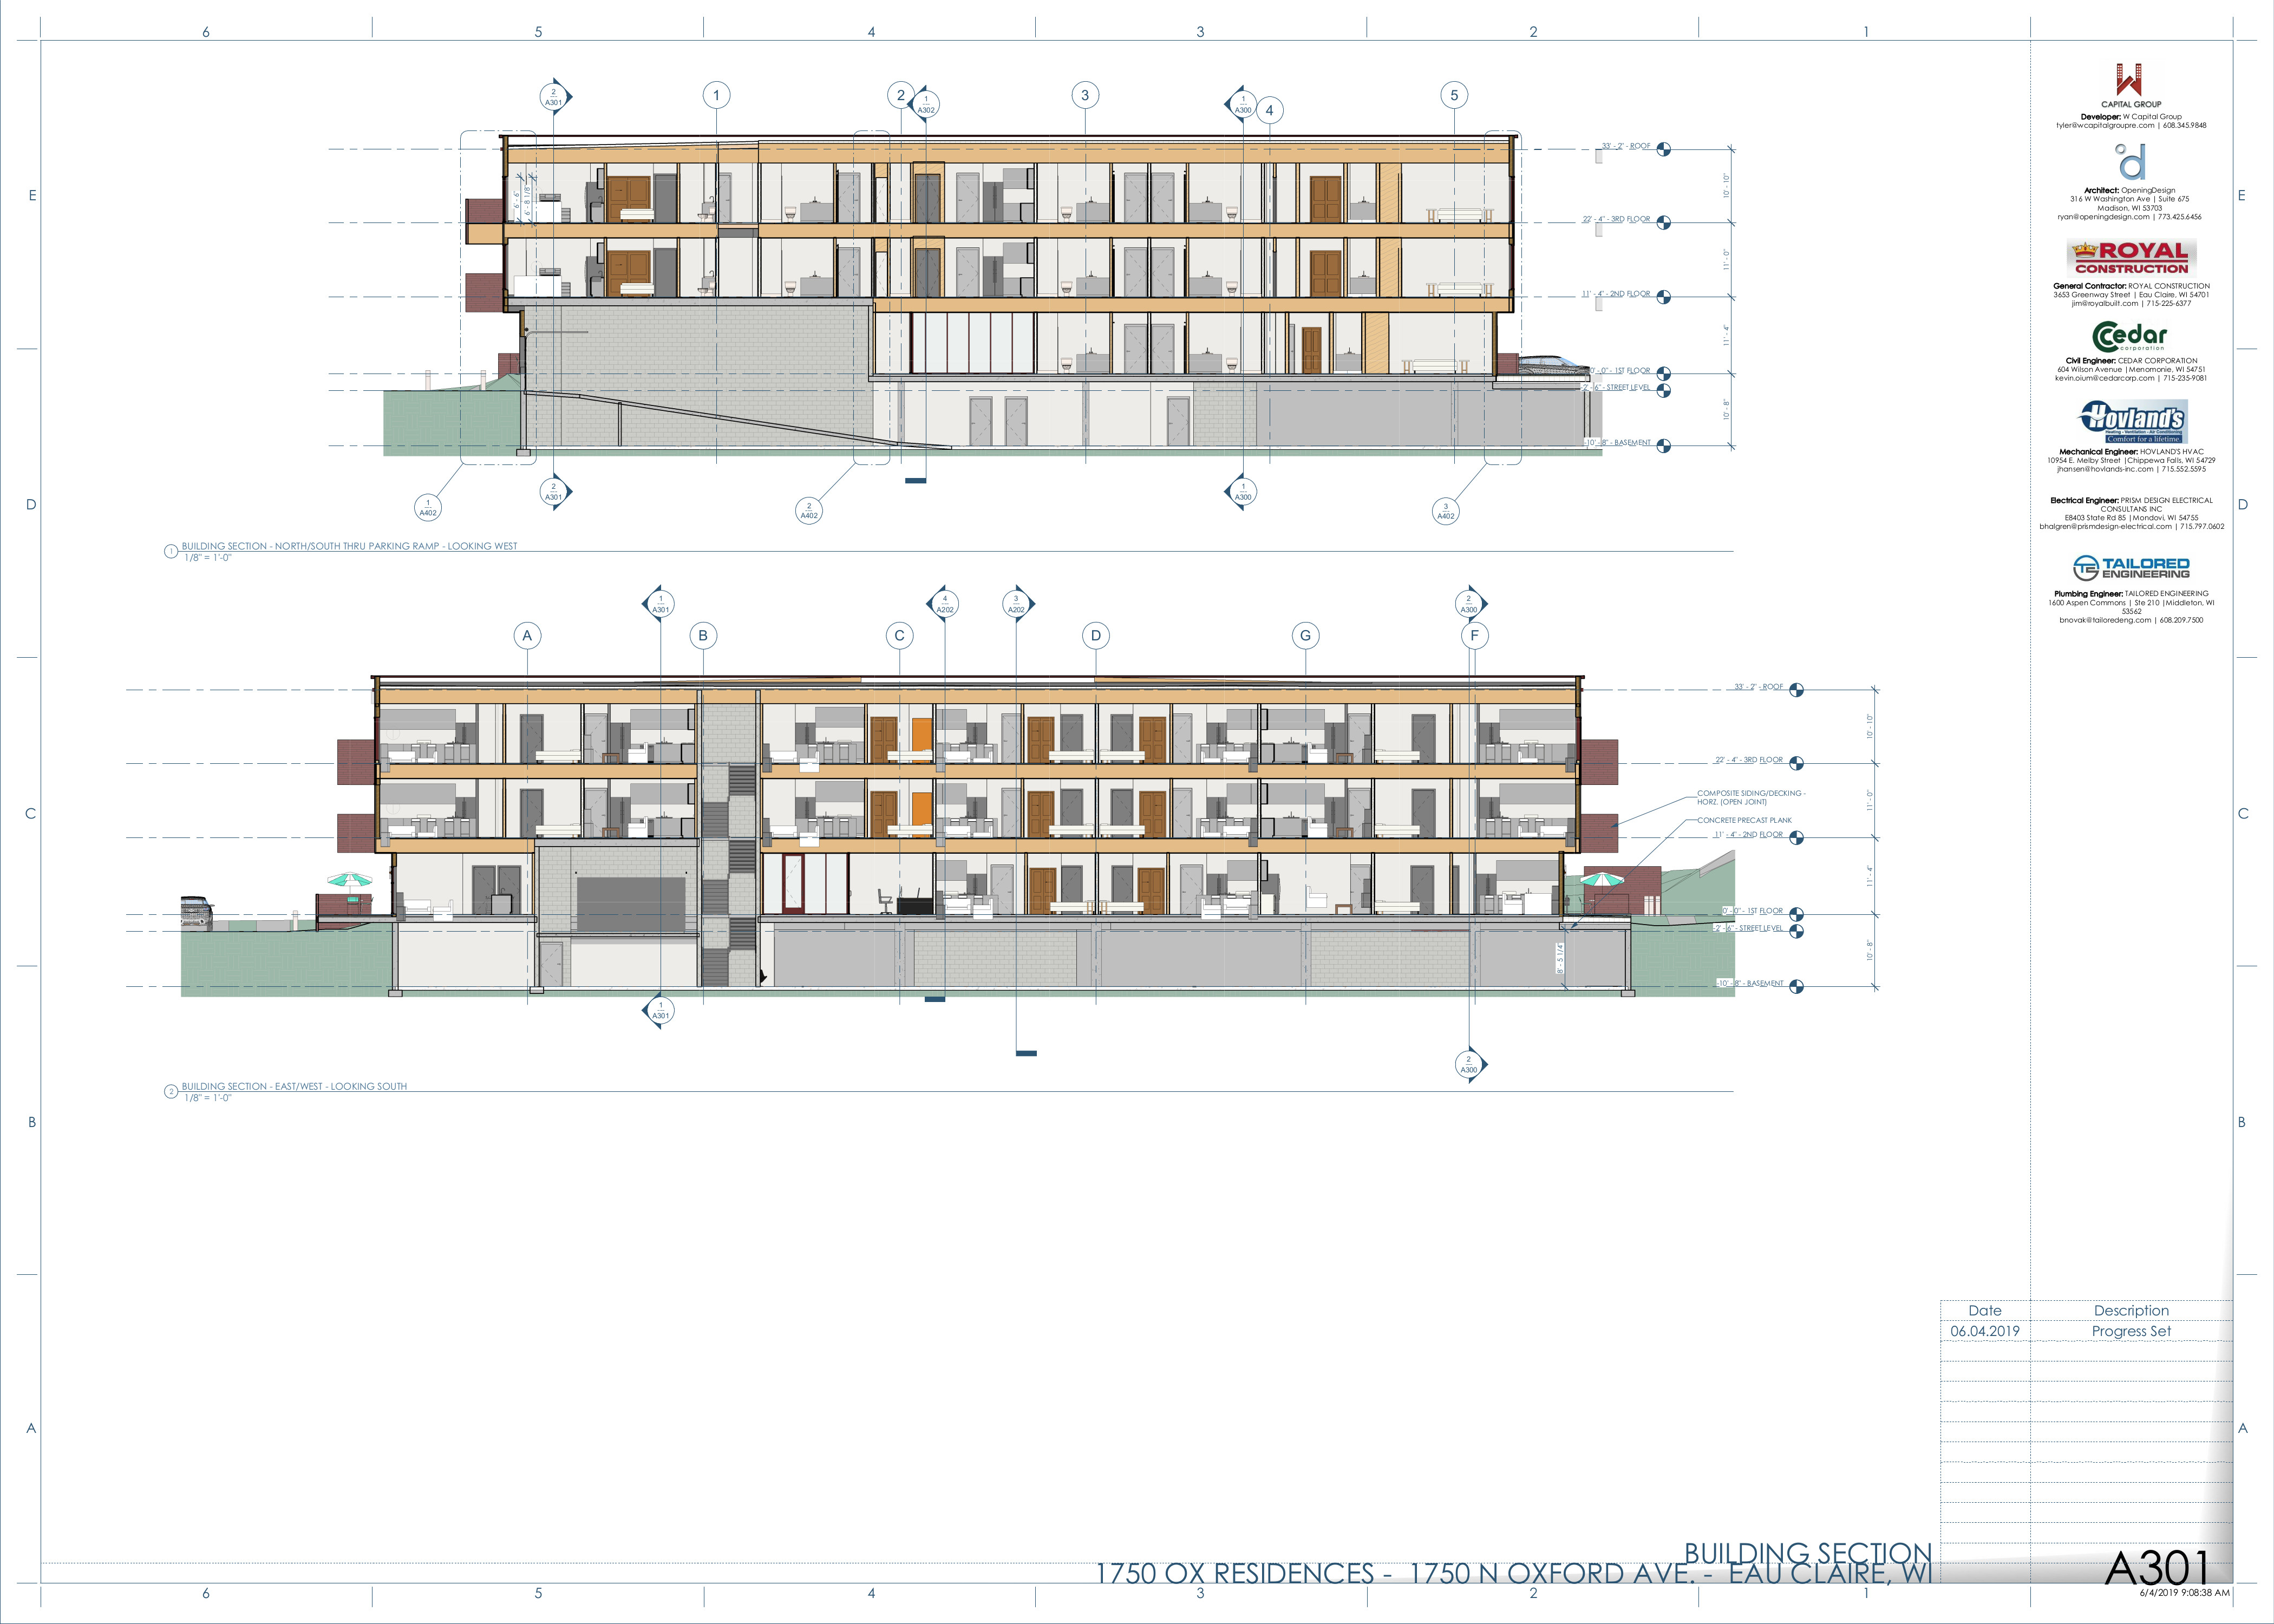 6 5 4 3 2 1
2
A301
1
2
1
A302
3
1
A300
4
5
33' - 2" - ROOF
10' - 10"
6' - 6"
6' - 8 1/8"
22' - 4" - 3RD FLOOR
11' - 0"
11' - 4" - 2ND FLOOR
11' - 4"
0' - 0" - 1ST FLOOR
2' - 6" - STREET LEVEL
10' - 8"
-10' - 8" - BASEMENT
2
A301
1
A300
1
A402
2
A402
3
A402
1 BUILDING SECTION - NORTH/SOUTH THRU PARKING RAMP - LOOKING WEST
1/8" = 1'-0"
1
A301
4
A202
3
A202
2
A300
A B C D G F
33' - 2" - ROOF
10' - 10"
22' - 4" - 3RD FLOOR
COMPOSITE SIDING/DECKING -
HORZ. (OPEN JOINT)
11' - 0"
CONCRETE PRECAST PLANK
11' - 4" - 2ND FLOOR
11' - 4"
0' - 0" - 1ST FLOOR
-2' - 6" - STREET LEVEL
8' - 5 1/4"
10' - 8"
-10' - 8" - BASEMENT
1
A301
2
A300
2 BUILDING SECTION - EAST/WEST - LOOKING SOUTH
1/8" = 1'-0"
E
D
C
B
A
E
D
C
B
A
W
CAPITAL GROUP
Developer: W Capital Group
tyler@wcapitalgroupre.com | 608.345.9848
d
Architect: OpeningDesign
316 W Washington Ave | Suite 675
Madison, WI 53703
ryan@openingdesign.com | 773.425.6456
ROYAL
CONSTRUCTION
General Contractor: ROYAL CONSTRUCTION
3653 Greenway Street | Eau Claire, WI 54701
jim@royalbuilt.com | 715-225-6377
Cedar
corporation
Civil Engineer: CEDAR CORPORATION
604 Wilson Avenue |Menomonie, WI 54751
kevin.oium@cedarcorp.com | 715-235-9081
Hovland's
Heating - Ventilation - Air Conditioning
Comfort for a lifetime.
Mechanical Engineer: HOVLAND'S HVAC
10954 E. Melby Street |Chippewa Falls, WI 54729
jhansen@hovlands-inc.com | 715.552.5595
Electrical Engineer: PRISM DESIGN ELECTRICAL
CONSULTANS INC
E8403 State Rd 85 |Mondovi, WI 54755
bhalgren@prismdesign-electrical.com | 715.797.0602
TE TAILORED
ENGINEERING
Plumbing Engineer: TAILORED ENGINEERING
1600 Aspen Commons | Ste 210 |Middleton, WI
53562
bnovak@tailoredeng.com | 608.209.7500
Date Description
06.04.2019 Progress Set
BUILDING SECTION
1750 OX RESIDENCES - 1750 N OXFORD AVE. - EAU CLAIRE, WI
A301
6/4/2019 9:08:38 AM
6 5 4 3 2 1